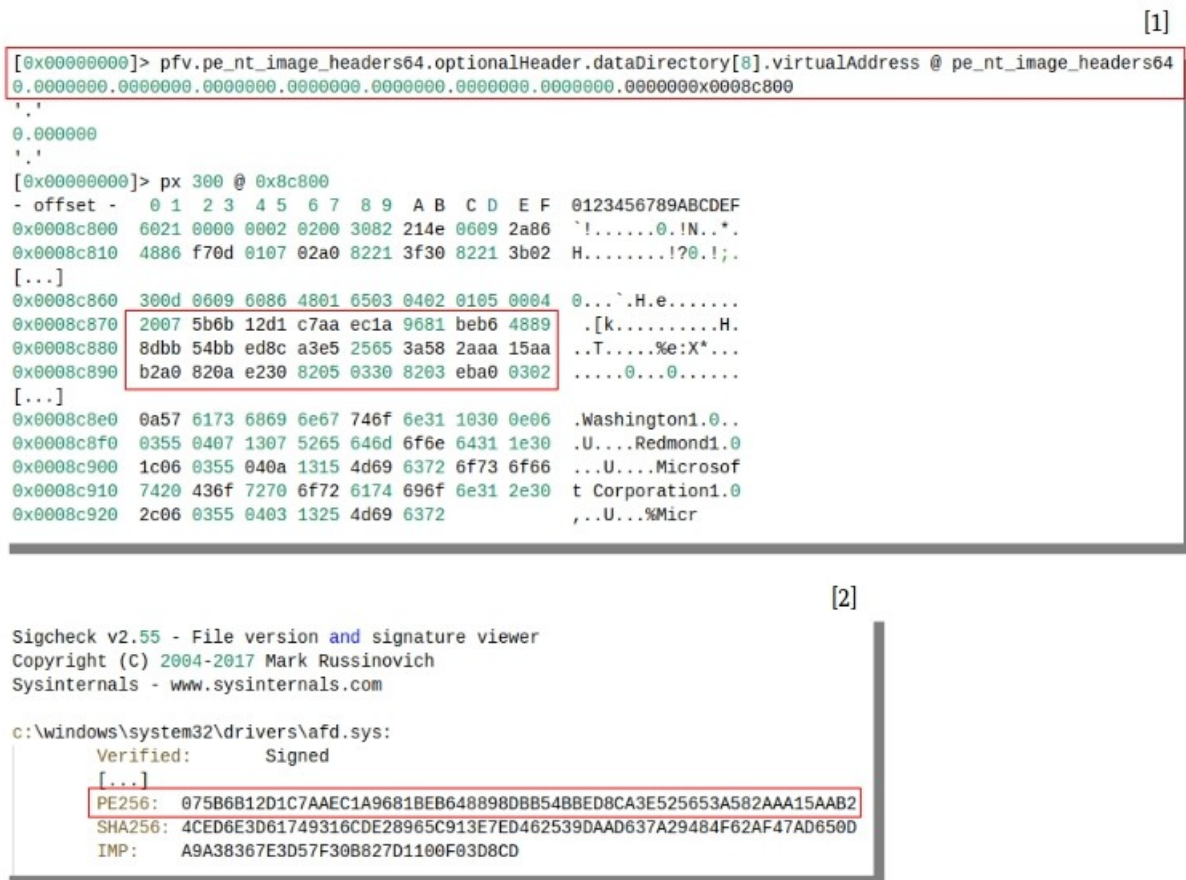 [1]
[0x00000000]> pfv.pe_nt_image_headers64.optionalHeader.dataDirectory[8].virtualAddress @ pe_nt_image_headers64
0.0000000.0000000.0000000.0000000.0000000.0000000.0000000.0000000x0008c800
'.'
0.000000
'.'
[0x00000000]> px 300 @ 0x8c800
- offset -   0 1  2 3  4 5  6 7  8 9  A B  C D  E F  0123456789ABCDEF
0x0008c800  6021 0000 0002 0200 3082 214e 0609 2a86  `!......0.!N..*.
0x0008c810  4886 f70d 0107 02a0 8221 3f30 8221 3b02  H........!?0.!;.
[...]
0x0008c860  300d 0609 6086 4801 6503 0402 0105 0004  0...`.H.e.......
0x0008c870  2007 5b6b 12d1 c7aa ec1a 9681 beb6 4889   .[k..........H.
0x0008c880  8dbb 54bb ed8c a3e5 2565 3a58 2aaa 15aa  ..T.....%e:X*...
0x0008c890  b2a0 820a e230 8205 0330 8203 eba0 0302  .....0...0......
[...]
0x0008c8e0  0a57 6173 6869 6e67 746f 6e31 1030 0e06  .Washington1.0..
0x0008c8f0  0355 0407 1307 5265 646d 6f6e 6431 1e30  .U....Redmond1.0
0x0008c900  1c06 0355 040a 1315 4d69 6372 6f73 6f66  ...U....Microsof
0x0008c910  7420 436f 7270 6f72 6174 696f 6e31 2e30  t Corporation1.0
0x0008c920  2c06 0355 0403 1325 4d69 6372            ,..U...%Micr
[2]
Sigcheck v2.55 - File version and signature viewer
Copyright (C) 2004-2017 Mark Russinovich
Sysinternals - www.sysinternals.com
c:\windows\system32\drivers\afd.sys:
Verified:       Signed
[...]
PE256:  075B6B12D1C7AAEC1A9681BEB648898DBB54BBED8CA3E525653A582AAA15AAB2
SHA256: 4CED6E3D61749316CDE28965C913E7ED462539DAAD637A29484F62AF47AD650D
IMP:    A9A38367E3D57F30B827D1100F03D8CD